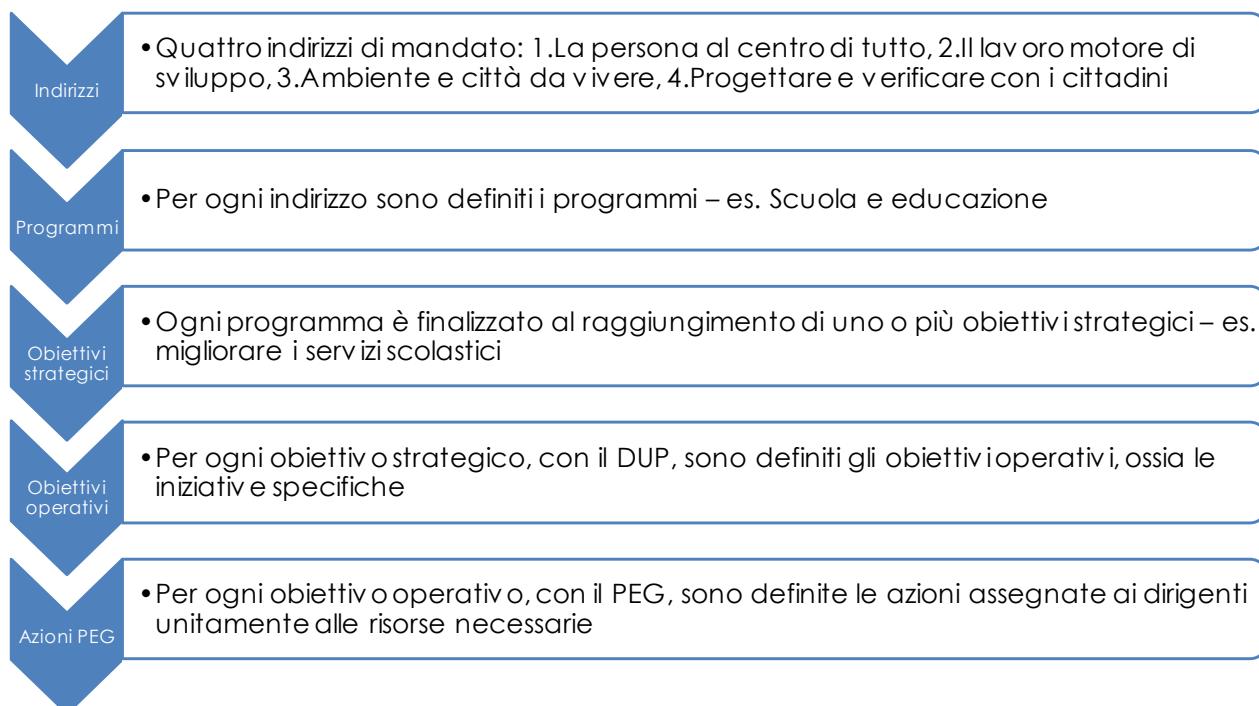 Indirizzi
•Quattro indirizzi di mandato: 1.La persona al centro di tutto, 2.Il lavoro motore di
sviluppo, 3.Ambiente e città da vivere, 4.Progettare e verificare con i cittadini
Programmi
•Per ogni indirizzo sono definiti i programmi – es. Scuola e educazione
Obiettivi
strategici
•Ogni programma è finalizzato al raggiungimento di uno o più obiettivi strategici – es.
migliorare i servizi scolastici
Obiettivi
operativi
•Per ogni obiettivo strategico, con il DUP, sono definiti gli obiettivi operativi, ossia le
iniziative specifiche
Azioni PEG
•Per ogni obiettivo operativo, con il PEG, sono definite le azioni assegnate ai dirigenti
unitamente alle risorse necessarie